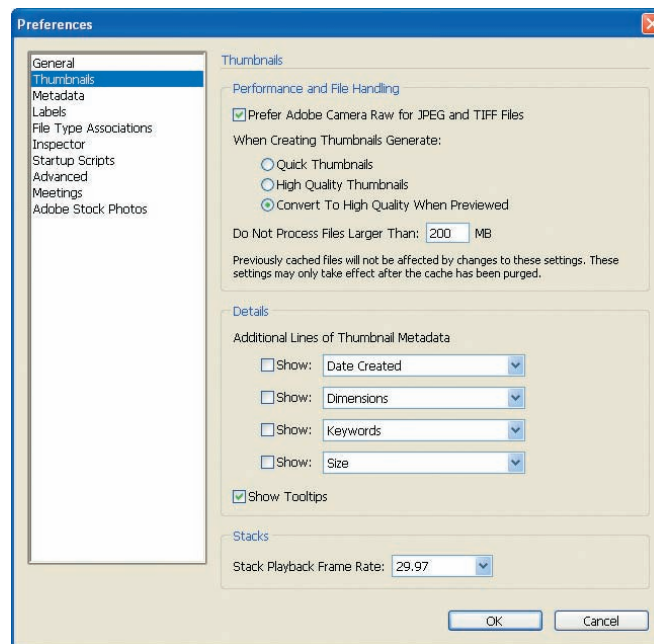 Preferences
General
Thumbnails
Metadata
Labels
File Type Associations
Inspector
Startup Scripts
Advanced
Meetings
Adobe Stock Photos
Thumbnails
Performance and File Handling
Prefer Adobe Camera Raw for JPEG and TIFF Files
When Creating Thumbnails Generate:
Quick Thumbnails
High Quality Thumbnails
Convert To High Quality When Previewed
Do Not Process Files Larger Than: 200 MB
Previously cached files will not be affected by changes to these settings. These
settings may only take effect after the cache has been purged.
Details
Additional Lines of Thumbnail Metadata
Show: Date Created
Show: Dimensions
Show: Keywords
Show: Size
Show Tooltips
Stacks
Stack Playback Frame Rate: 29.97
OK Cancel